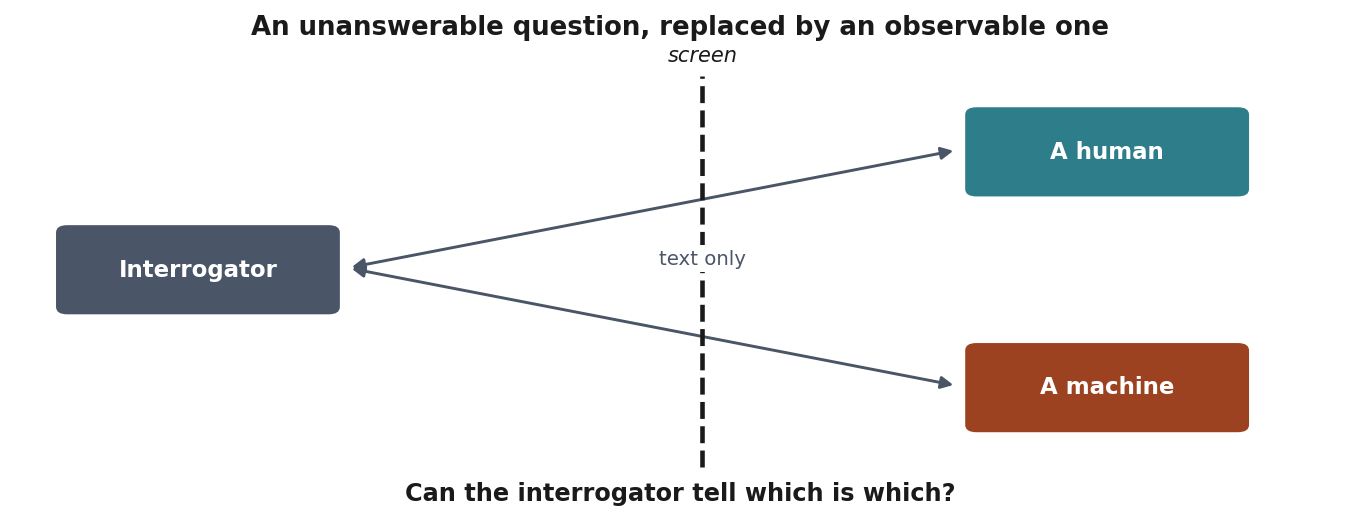 An unanswerable question, replaced by an observable one
screen
A human
text only
Interrogator
A machine
Can the interrogator tell which is which?